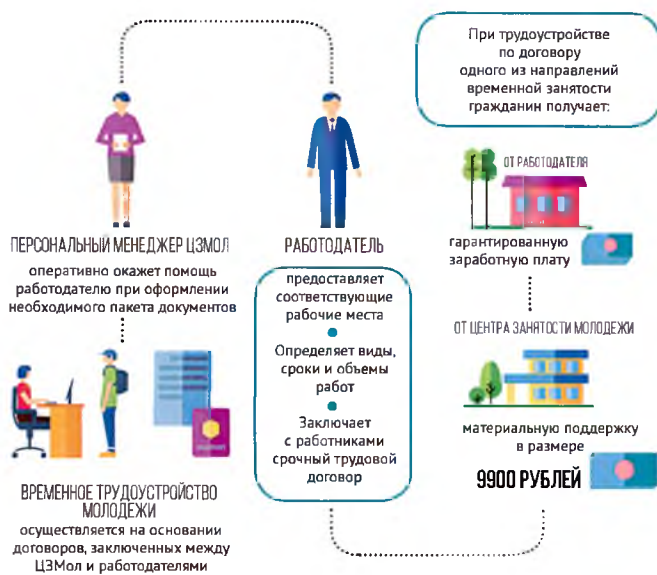 ПЕРСОНАЛЬНЫЙ МЕНЕДЖЕР ЦЗМОЛ
оперативно окажет помощь
работодателю при оформлении
необходимого пакета документов
ВРЕМЕННОЕ ТРУДОУСТРОЙСТВО
МОЛОДЕЖИ
осуществляется на основании
договоров, заключенных между
ЦЗМол и работодателями
РАБОТОДАТЕЛЬ
предоставляет
соответствующие
рабочие места
Определяет виды,
сроки и объемы
работ
Заключает
с работниками
срочный трудовой
договор
При трудоустройстве
по договору
одного из направлений
временной занятости
гражданин получает:
ОТ РАБОТОДАТЕЛЯ
гарантированную
заработную плату
ОТ ЦЕНТРА ЗАНЯТОСТИ МОЛОДЕЖИ
материальную поддержку
в размере
9900 РУБЛЕЙ